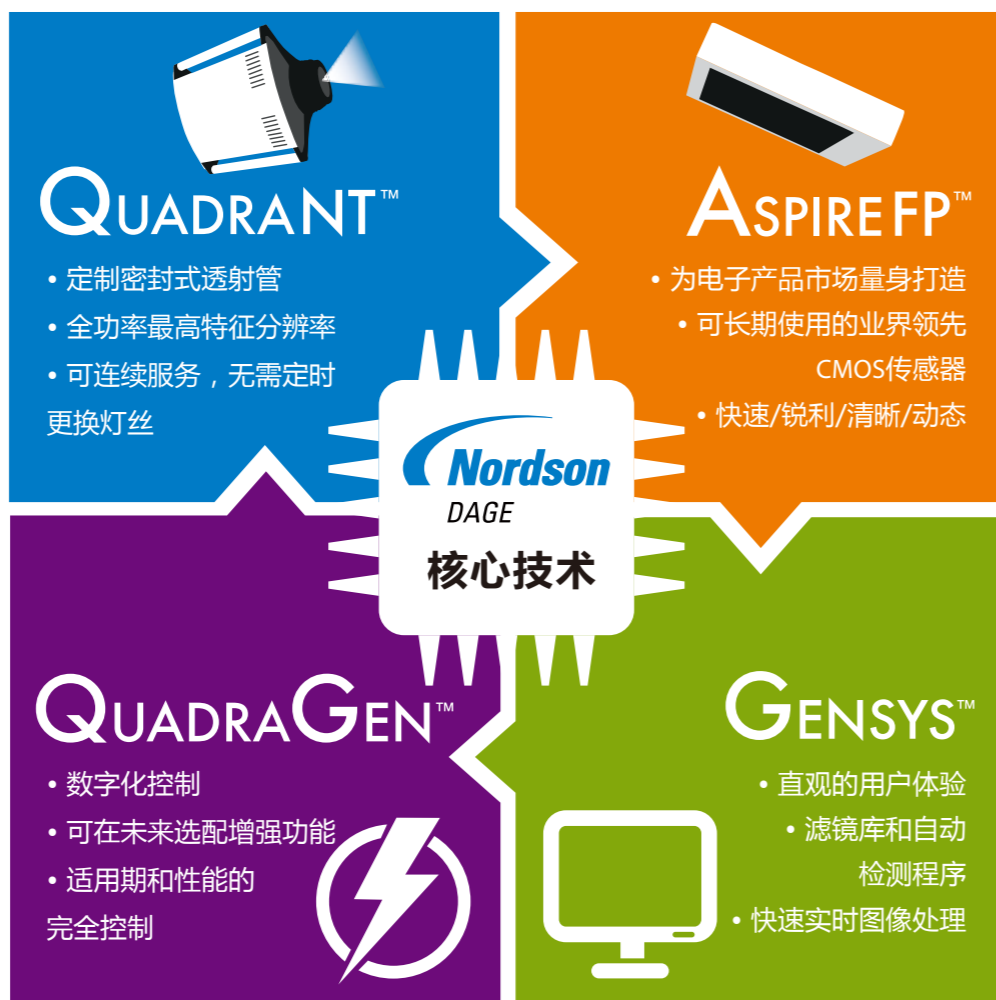 QUADRANT™
• 定制密封式透射管
• 全功率最高特征分辨率
• 可连续服务，无需定时
更换灯丝
ASPIRE FP™
• 为电子产品市场量身打造
• 可长期使用的业界领先
CMOS传感器
• 快速/锐利/清晰/动态
Nordson
DAGE
核心技术
QUADRAGEN™
• 数字化控制
• 可在未来选配增强功能
• 适用期和性能的
完全控制
GENSYS™
• 直观的用户体验
• 滤镜库和自动
检测程序
• 快速实时图像处理